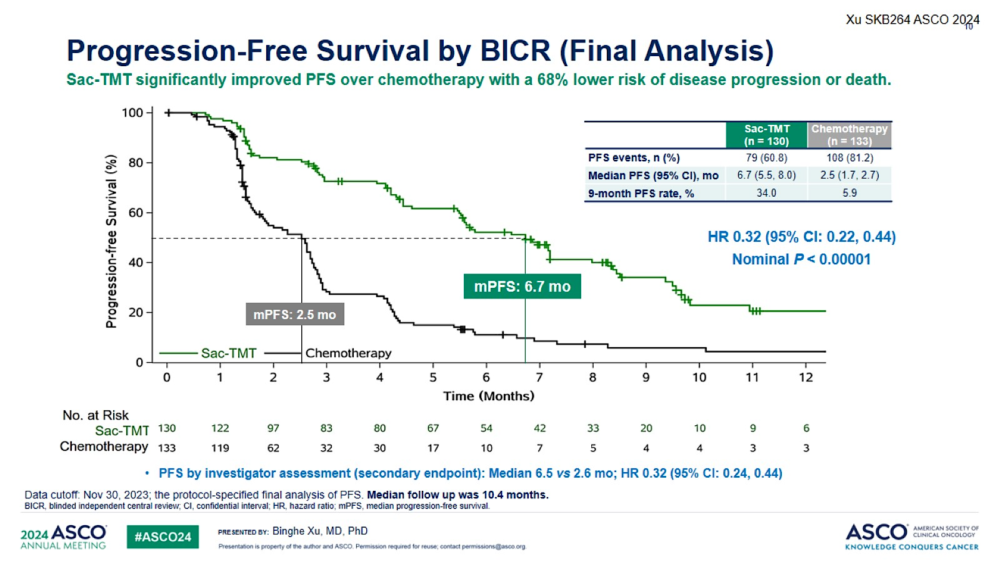 Xu SKB264 ASCO 2024
10
Progression-Free Survival by BICR (Final Analysis)
Sac-TMT significantly improved PFS over chemotherapy with a 68% lower risk of disease progression or death.
Progression-free Survival (%)
100
80
60
40
20
0
Sac-TMT (n = 130) Chemotherapy (n = 133)
PFS events, n (%) 79 (60.8) 108 (81.2)
Median PFS (95% CI), mo 6.7 (5.5, 8.0) 2.5 (1.7, 2.7)
9-month PFS rate, % 34.0 5.9
HR 0.32 (95% CI: 0.22, 0.44)
Nominal P < 0.00001
mPFS: 6.7 mo
mPFS: 2.5 mo
Sac-TMT Chemotherapy
0 1 2 3 4 5 6 7 8 9 10 11 12
Time (Months)
No. at Risk
Sac-TMT 130 122 97 83 80 67 54 42 33 20 10 9 6
Chemotherapy 133 119 62 32 30 17 10 7 5 4 4 3 3
• PFS by investigator assessment (secondary endpoint): Median 6.5 vs 2.6 mo; HR 0.32 (95% CI: 0.24, 0.44)
Data cutoff: Nov 30, 2023; the protocol-specified final analysis of PFS. Median follow up was 10.4 months.
BICR, blinded independent central review; CI, confidential interval; HR, hazard ratio; mPFS, median progression-free survival.
2024 ASCO®
ANNUAL MEETING
#ASCO24
PRESENTED BY: Binghe Xu, MD, PhD
Presentation is property of the author and ASCO. Permission required for reuse; contact permissions@asco.org.
ASCO® AMERICAN SOCIETY OF
CLINICAL ONCOLOGY
KNOWLEDGE CONQUERS CANCER